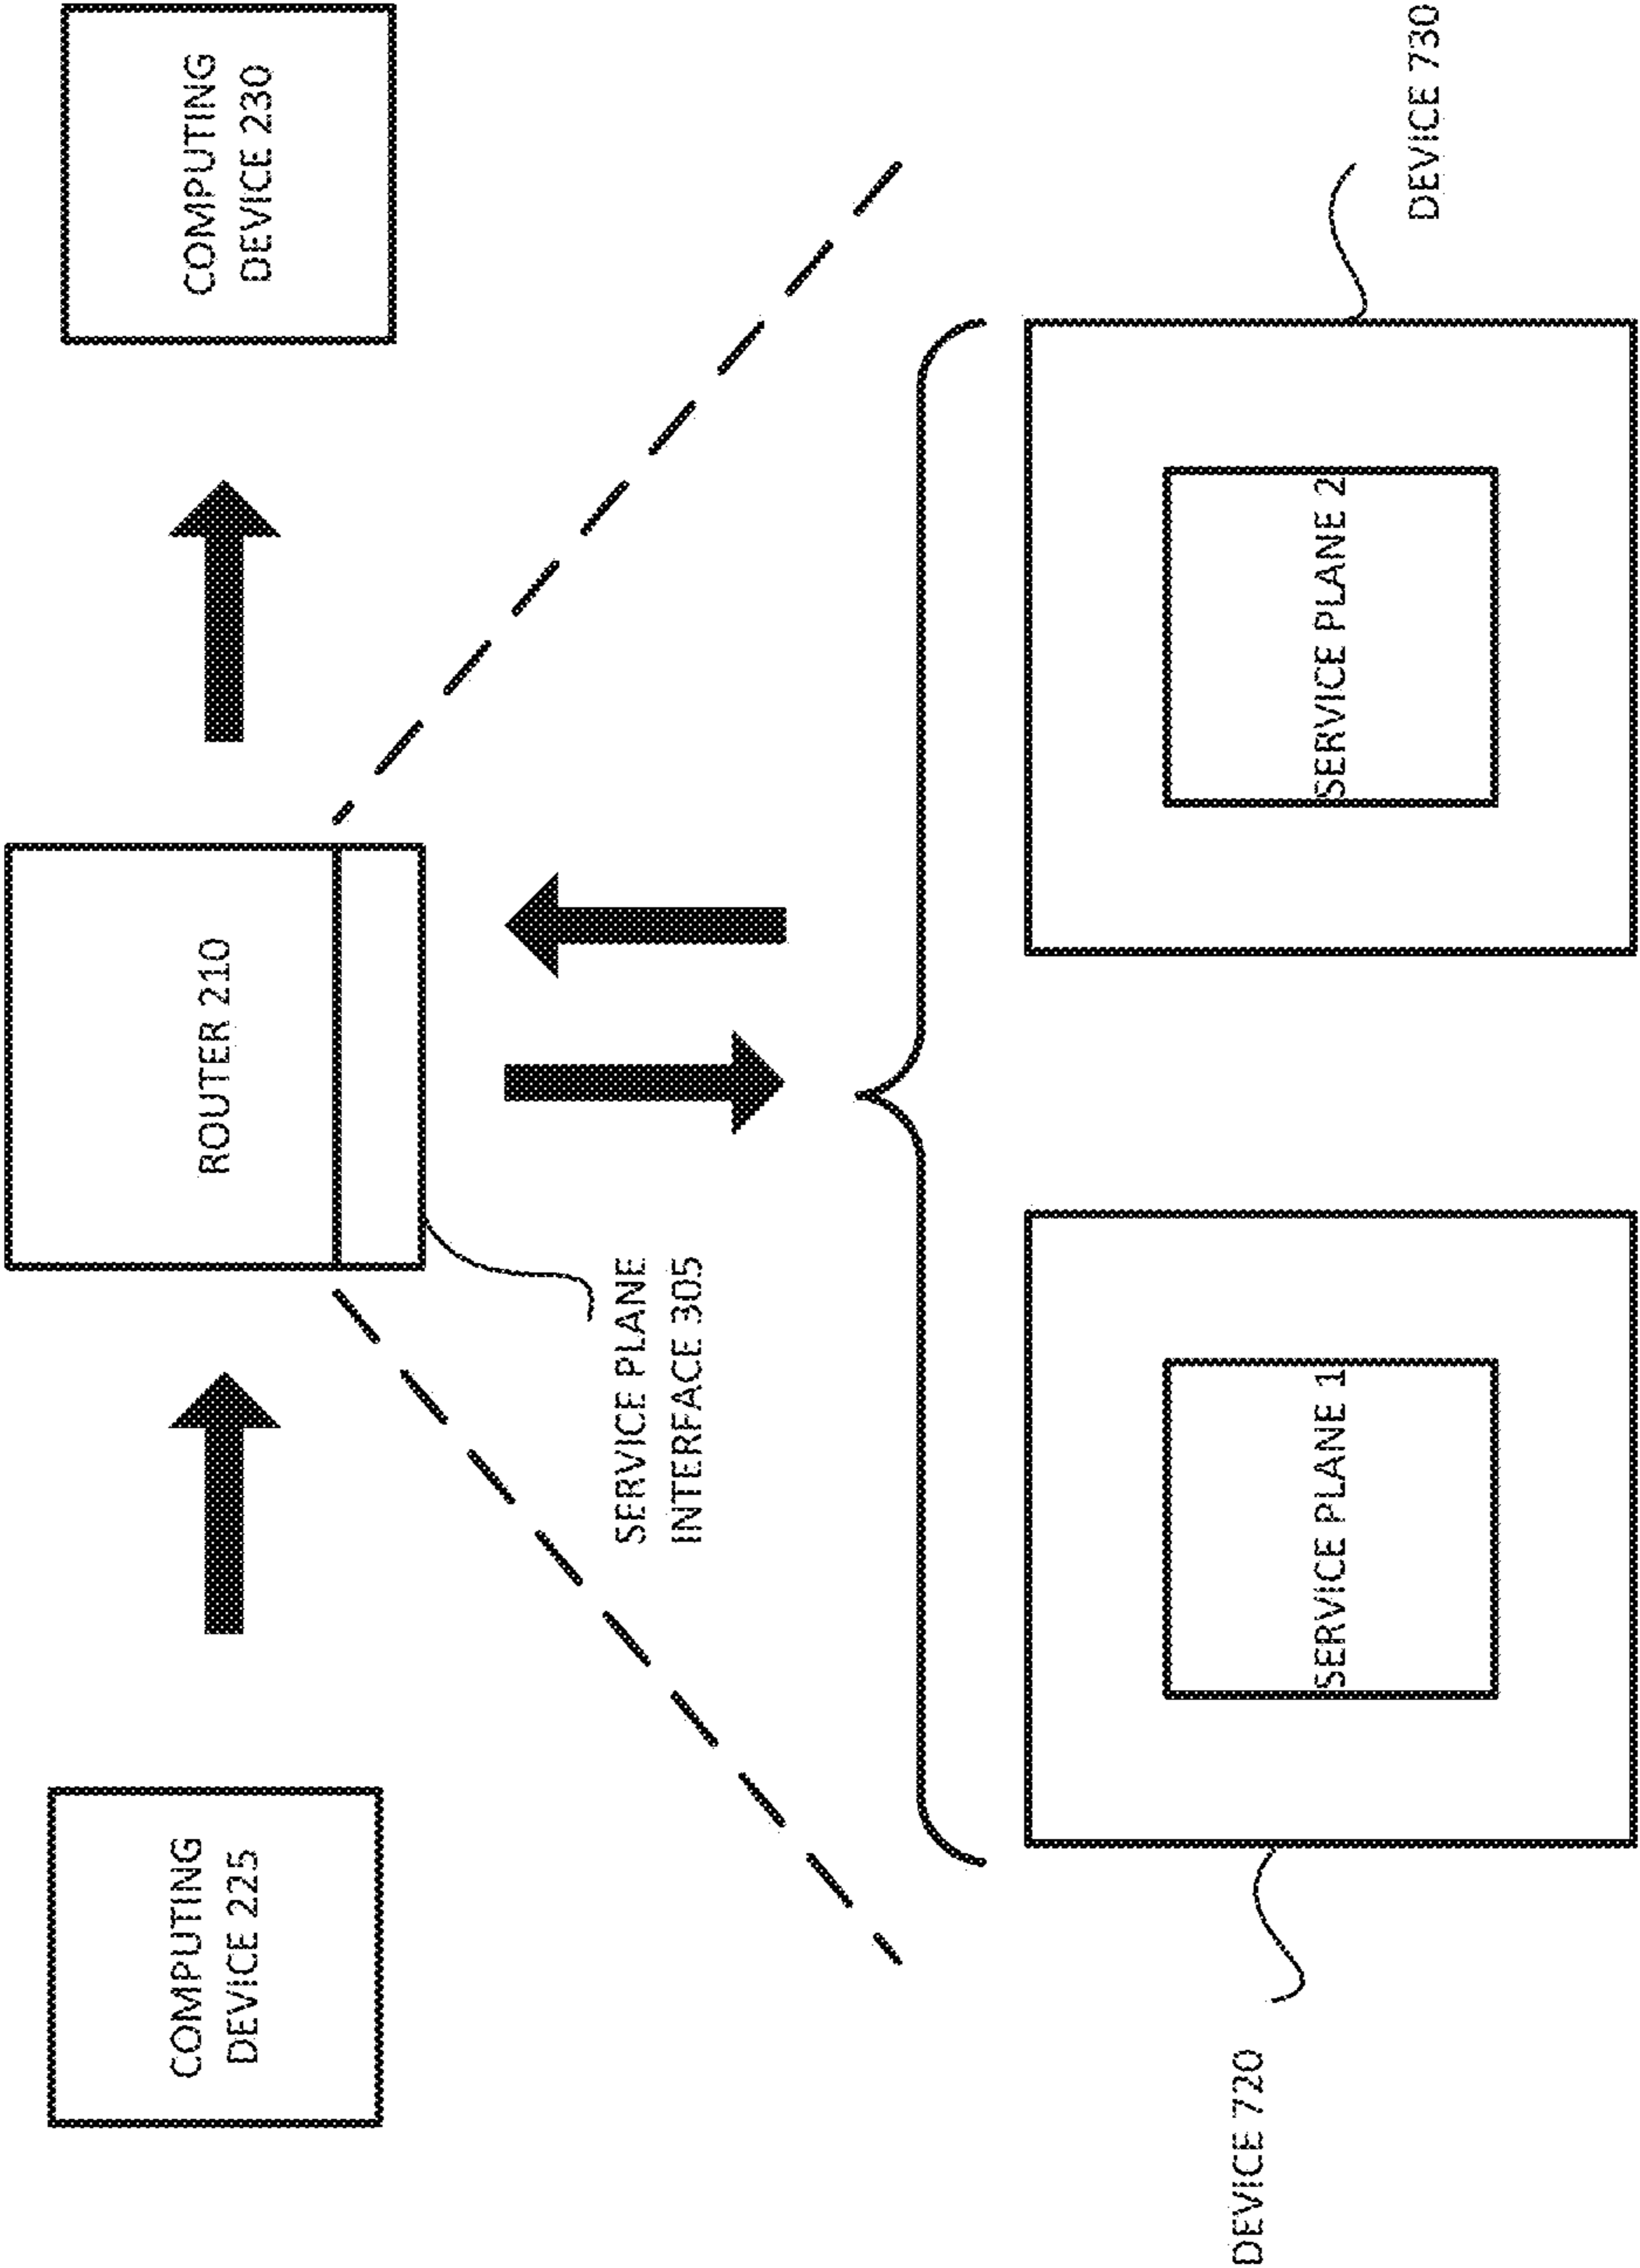 COMPUTING
DEVICE 225
ROUTER 210
COMPUTING
DEVICE 230
SERVICE PLANE
INTERFACE 305
DEVICE 720
SERVICE PLANE 1
SERVICE PLANE 2
DEVICE 730